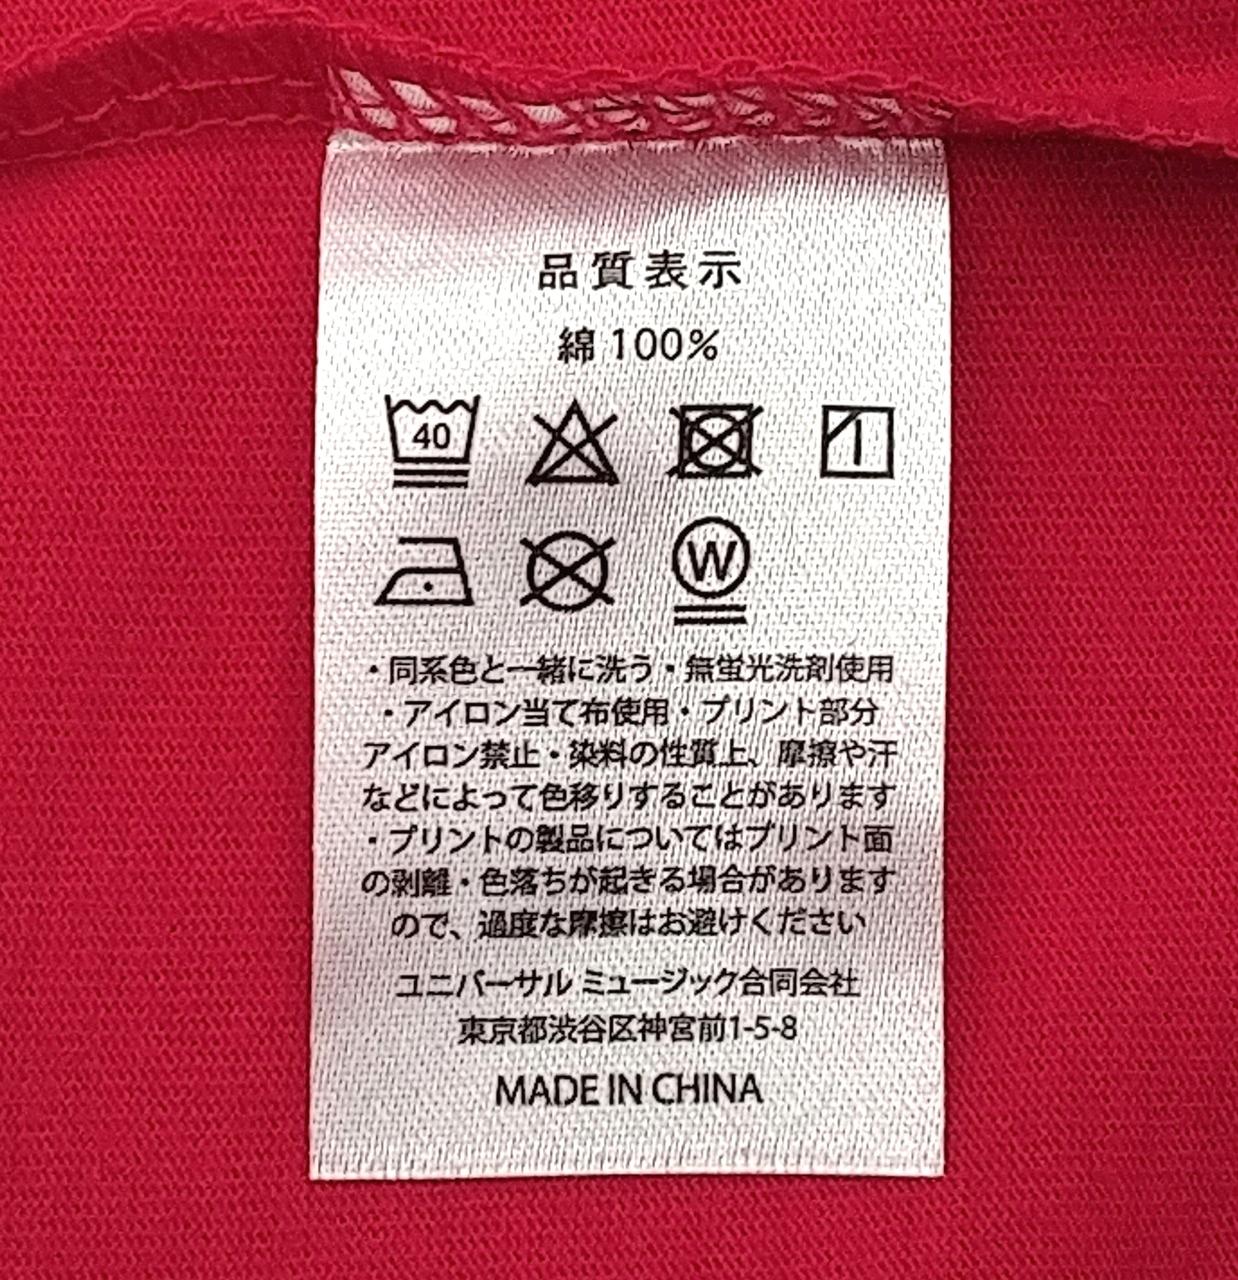 品質表示
綿 100%
40
W
・同系色と一緒に洗う・無蛍光洗剤使用
・アイロン当て布使用・プリント部分
アイロン禁止・染料の性質上、摩擦や汗
などによって色移りすることがあります
・プリントの製品についてはプリント面
の剥離・色落ちが起きる場合があります
ので、過度な摩擦はお避けください
ユニバーサル ミュージック合同会社
東京都渋谷区神宮前1-5-8
MADE IN CHINA